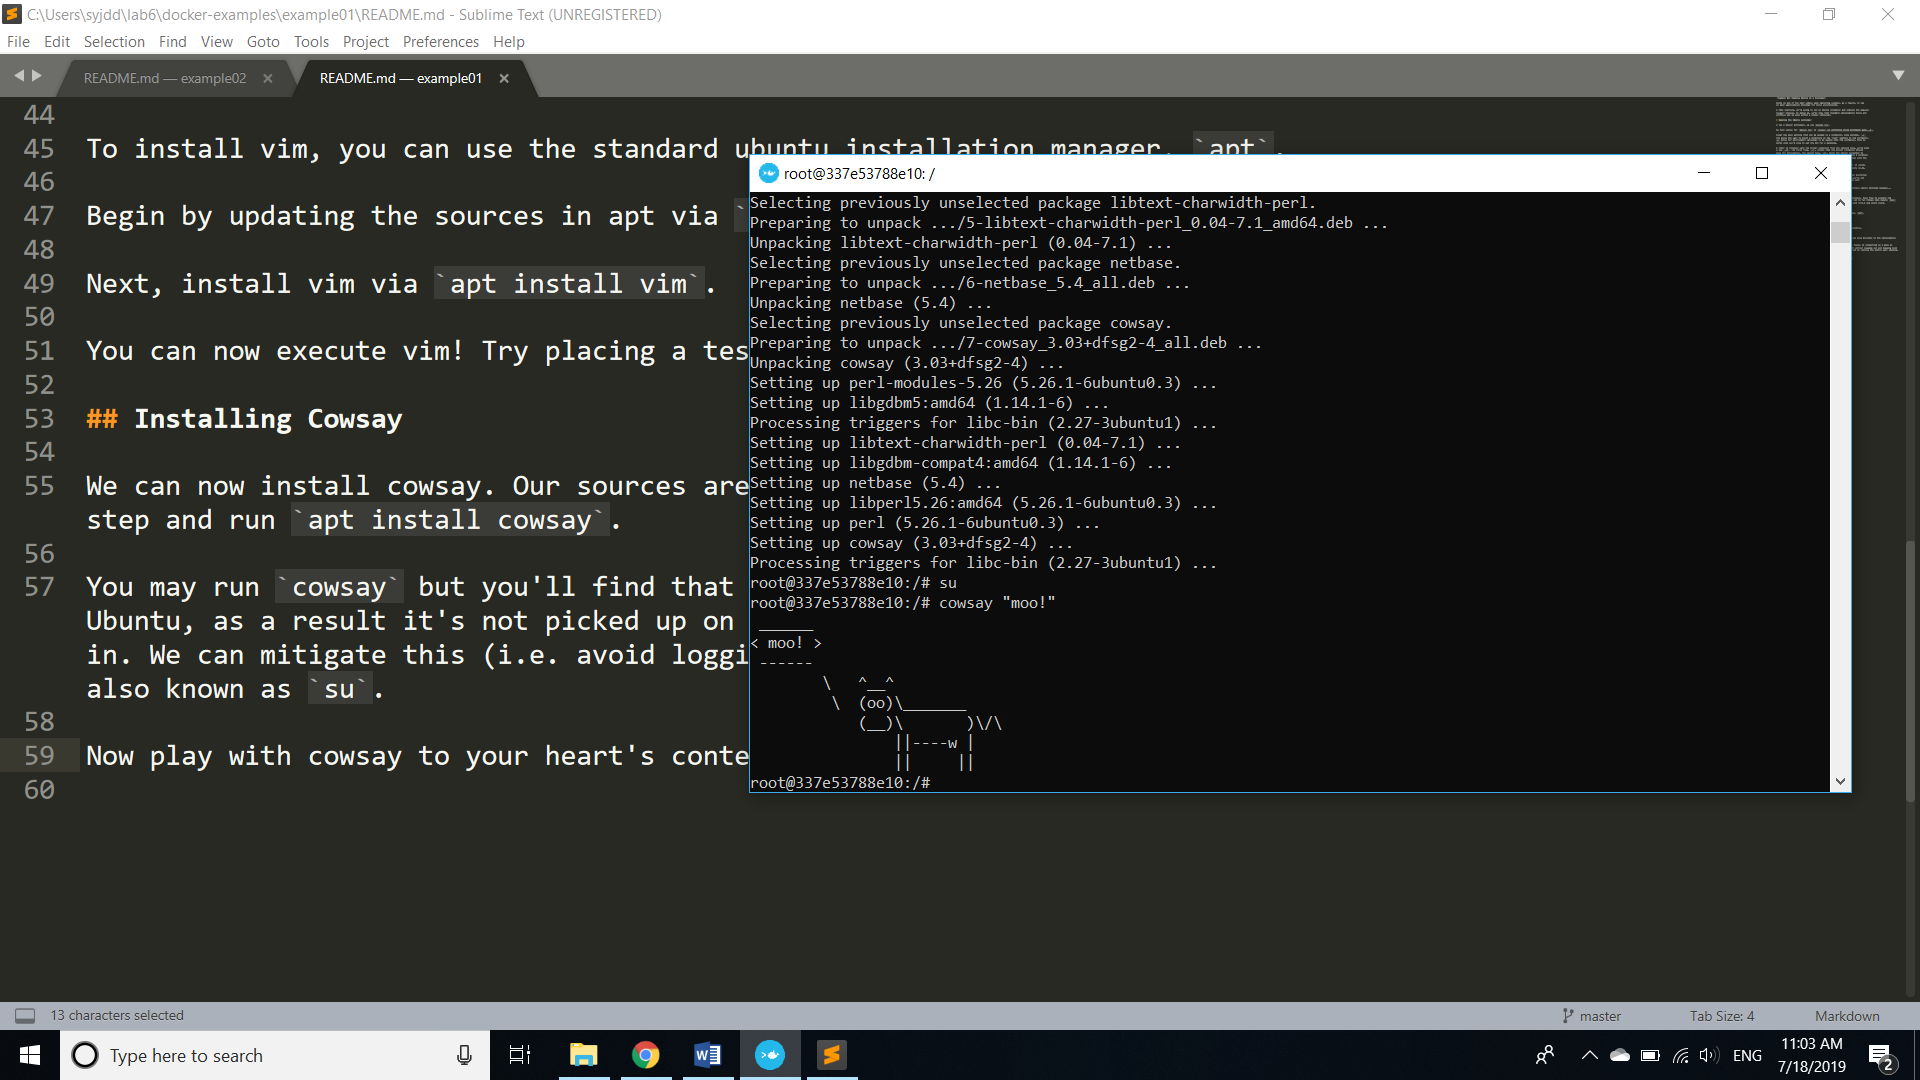 C:\Users\syjdd\lab6\docker-examples\example01\README.md - Sublime Text (UNREGISTERED)
File Edit Selection Find View Goto Tools Project Preferences Help
README.md — example02
README.md — example01
44
45 To install vim, you can use the standard ubuntu installation manager, `apt`.
46
47 Begin by updating the sources in apt via `
48
49 Next, install vim via `apt install vim`.
50
51 You can now execute vim! Try placing a tes
52
53 ## Installing Cowsay
54
55 We can now install cowsay. Our sources are
step and run `apt install cowsay`.
56
57 You may run `cowsay` but you'll find that
Ubuntu, as a result it's not picked up on
in. We can mitigate this (i.e. avoid loggi
also known as `su`.
58
59 Now play with cowsay to your heart's conte
60
root@337e53788e10: /
Selecting previously unselected package libtext-charwidth-perl.
Preparing to unpack .../5-libtext-charwidth-perl_0.04-7.1_amd64.deb ...
Unpacking libtext-charwidth-perl (0.04-7.1) ...
Selecting previously unselected package netbase.
Preparing to unpack .../6-netbase_5.4_all.deb ...
Unpacking netbase (5.4) ...
Selecting previously unselected package cowsay.
Preparing to unpack .../7-cowsay_3.03+dfsg2-4_all.deb ...
Unpacking cowsay (3.03+dfsg2-4) ...
Setting up perl-modules-5.26 (5.26.1-6ubuntu0.3) ...
Setting up libgdbm5:amd64 (1.14.1-6) ...
Processing triggers for libc-bin (2.27-3ubuntu1) ...
Setting up libtext-charwidth-perl (0.04-7.1) ...
Setting up libgdbm-compat4:amd64 (1.14.1-6) ...
Setting up netbase (5.4) ...
Setting up libperl5.26:amd64 (5.26.1-6ubuntu0.3) ...
Setting up perl (5.26.1-6ubuntu0.3) ...
Setting up cowsay (3.03+dfsg2-4) ...
Processing triggers for libc-bin (2.27-3ubuntu1) ...
root@337e53788e10:/# su
root@337e53788e10:/# cowsay "moo!"
 ______
< moo! >
 ------
        \   ^__^
         \  (oo)\_______
            (__)\       )\/\
                ||----w |
                ||     ||
root@337e53788e10:/#
13 characters selected
master
Tab Size: 4
Markdown
Type here to search
ENG
11:03 AM
7/18/2019
2